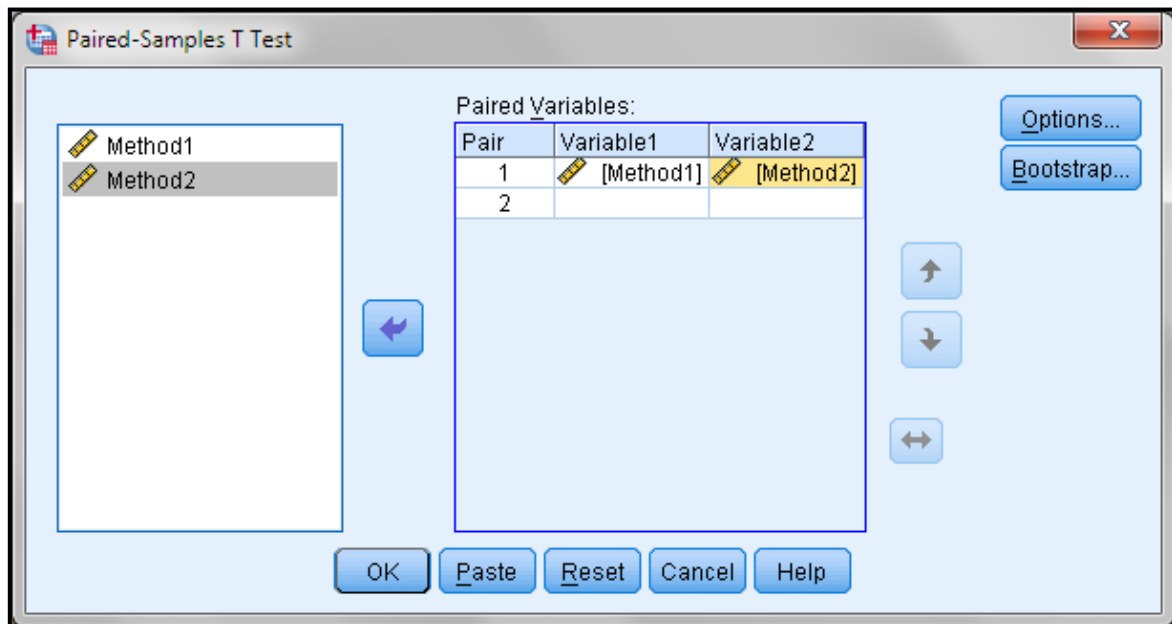 Paired-Samples T Test
X
Paired Variables:
Method1
Method2
Pair Variable1 Variable2
1 [Method1] [Method2]
2
Options...
Bootstrap...
OK Paste Reset Cancel Help